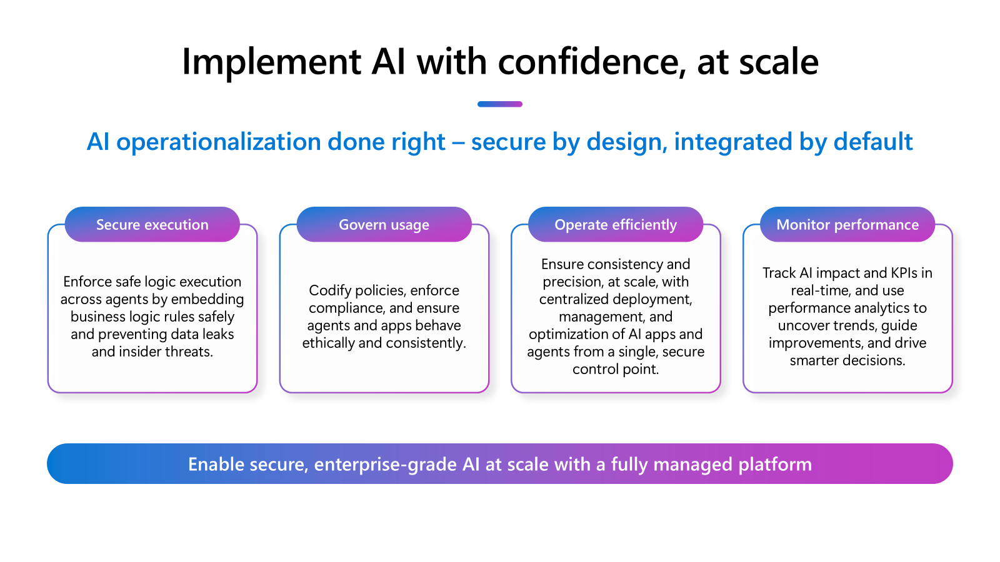 Implement AI with confidence, at scale
AI operationalization done right – secure by design, integrated by default
Secure execution
Enforce safe logic execution
across agents by embedding
business logic rules safely
and preventing data leaks
and insider threats.
Govern usage
Codify policies, enforce
compliance, and ensure
agents and apps behave
ethically and consistently.
Operate efficiently
Ensure consistency and
precision, at scale, with
centralized deployment,
management, and
optimization of AI apps and
agents from a single, secure
control point.
Monitor performance
Track AI impact and KPIs in
real-time, and use
performance analytics to
uncover trends, guide
improvements, and drive
smarter decisions.
Enable secure, enterprise-grade AI at scale with a fully managed platform